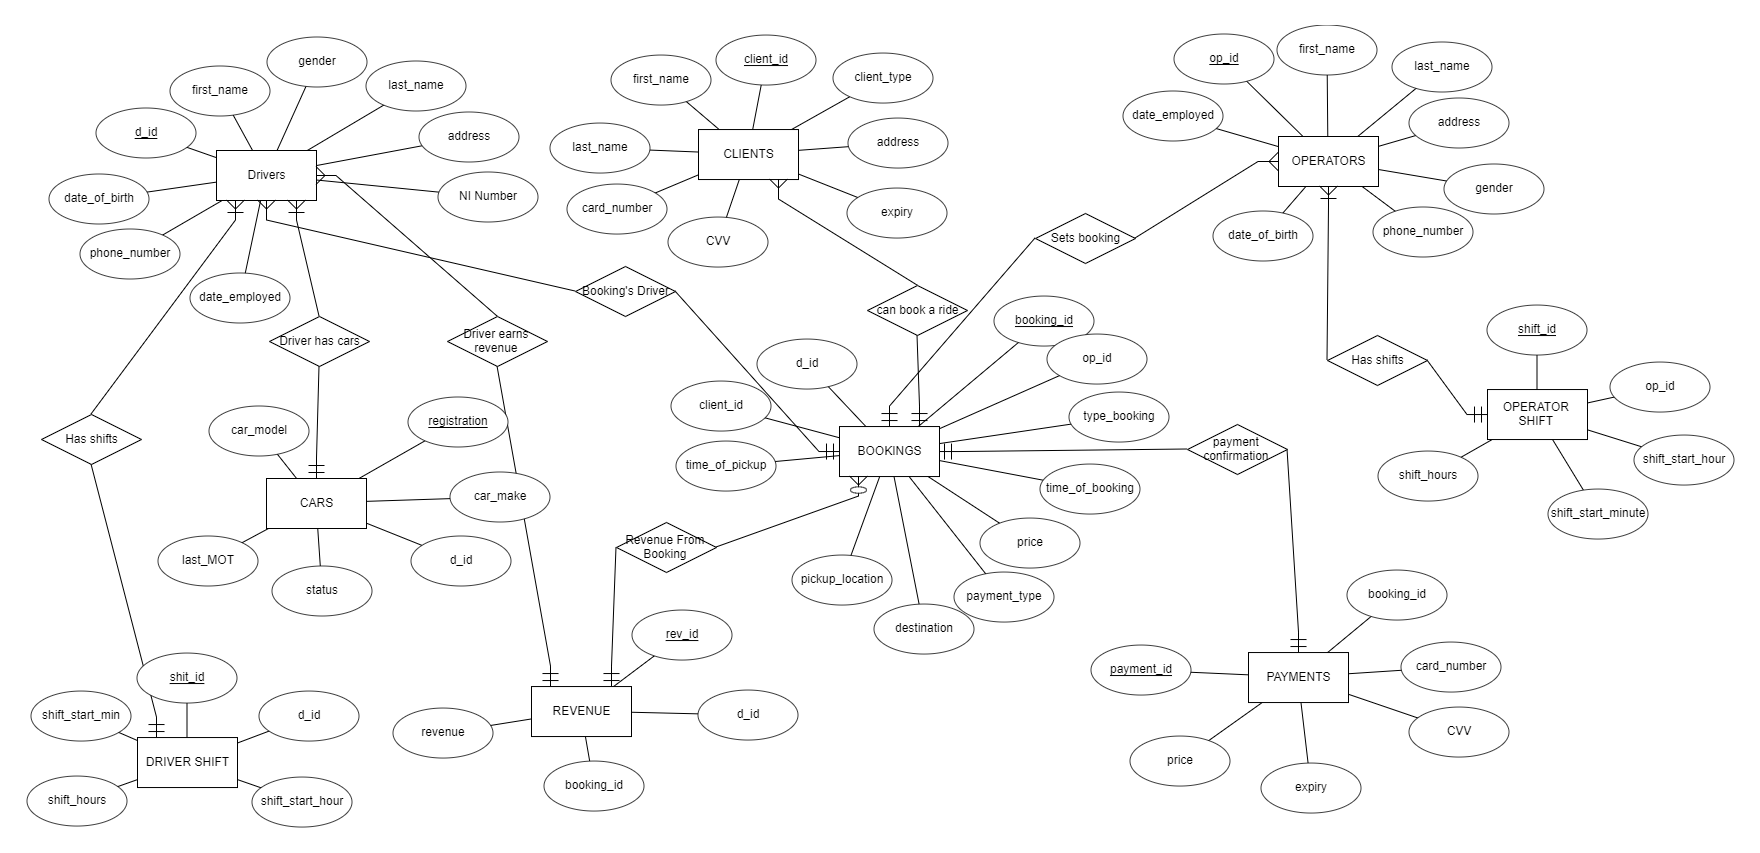 gender
first_name
last_name
d_id
address
Drivers
date_of_birth
NI Number
phone_number
date_employed
client_id
first_name
client_type
last_name
CLIENTS
address
card_number
expiry
CVV
op_id
first_name
last_name
date_employed
address
OPERATORS
gender
date_of_birth
phone_number
Sets booking
Booking's Driver
can book a ride
Driver has cars
Driver earns
revenue
Has shifts
Has shifts
shift_id
op_id
OPERATOR
SHIFT
shift_start_hour
shift_hours
shift_start_minute
booking_id
op_id
d_id
client_id
type_booking
BOOKINGS
time_of_pickup
time_of_booking
price
pickup_location
payment_type
destination
payment
confirmation
car_model
registration
CARS
car_make
last_MOT
d_id
status
Revenue From
Booking
rev_id
REVENUE
d_id
revenue
booking_id
booking_id
payment_id
card_number
PAYMENTS
CVV
price
expiry
shit_id
shift_start_min
d_id
DRIVER SHIFT
shift_hours
shift_start_hour